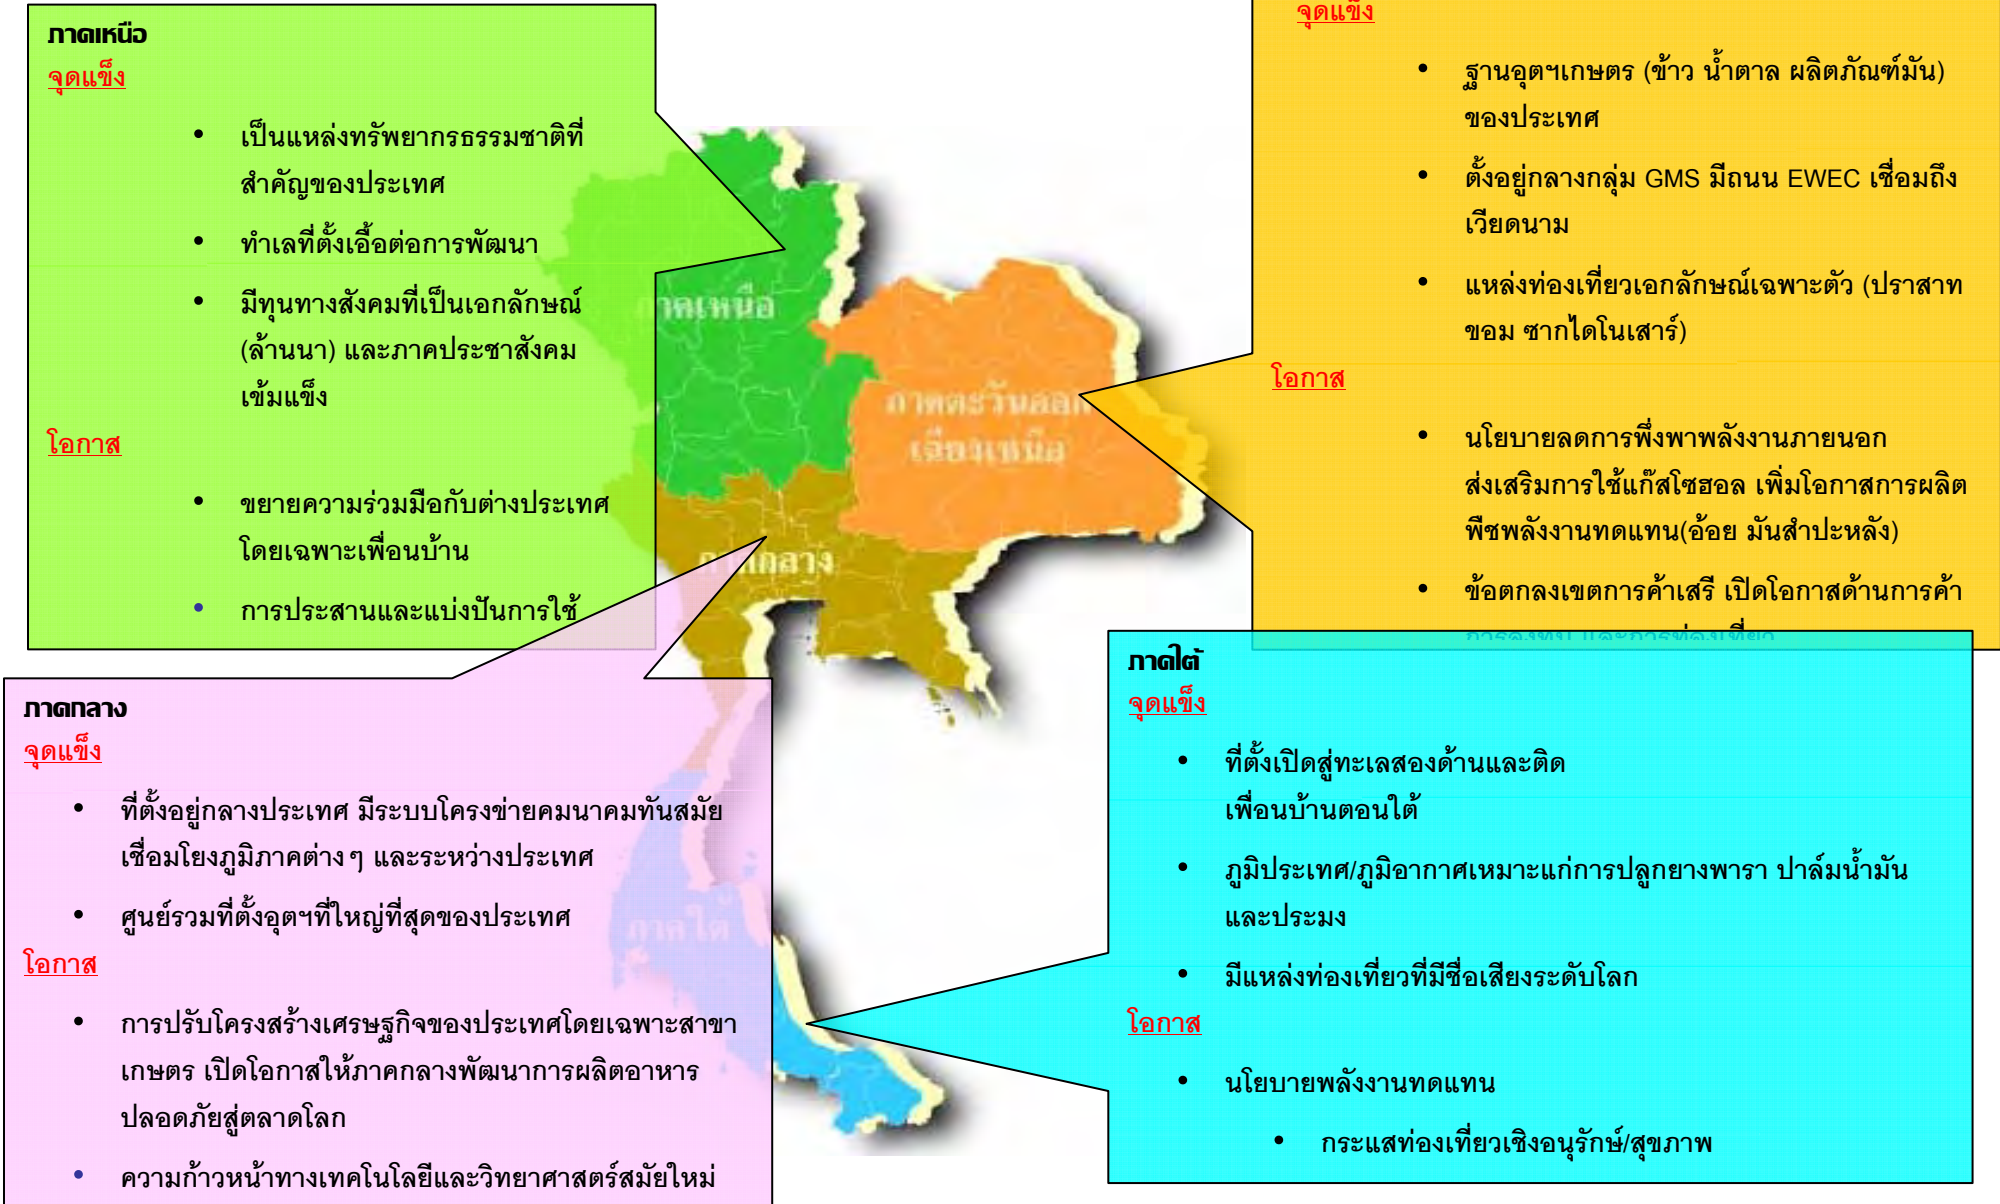 ภาคเหนือ
จุดแข็ง
• เป็นแหล่งทรัพยากรธรรมชาติที่
สำคัญของประเทศ
• ทำเลที่ตั้งเอื้อต่อการพัฒนา
• มีทุนทางสังคมที่เป็นเอกลักษณ์
(ล้านนา) และภาคประชาสังคม
เข้มแข็ง
โอกาส
• ขยายความร่วมมือกับต่างประเทศ
โดยเฉพาะเพื่อนบ้าน
• การประสานและแบ่งปันการใช้
จุดแข็ง
• ฐานอุตฯเกษตร (ข้าว น้ำตาล ผลิตภัณฑ์มัน)
ของประเทศ
• ตั้งอยู่กลางกลุ่ม GMS มีถนน EWEC เชื่อมถึง
เวียดนาม
• แหล่งท่องเที่ยวเอกลักษณ์เฉพาะตัว (ปราสาท
ขอม ซากไดโนเสาร์)
โอกาส
• นโยบายลดการพึ่งพาพลังงานภายนอก
ส่งเสริมการใช้แก๊สโซฮอล เพิ่มโอกาสการผลิต
พืชพลังงานทดแทน(อ้อย มันสำปะหลัง)
• ข้อตกลงเขตการค้าเสรี เปิดโอกาสด้านการค้า
การลงทุน และการท่องเที่ยว
ภาคเหนือ
ภาคตะวันออก
เฉียงเหนือ
ภาคกลาง
ภาคใต้
ภาคกลาง
จุดแข็ง
• ที่ตั้งอยู่กลางประเทศ มีระบบโครงข่ายคมนาคมทันสมัย
เชื่อมโยงภูมิภาคต่าง ๆ และระหว่างประเทศ
• ศูนย์รวมที่ตั้งอุตฯที่ใหญ่ที่สุดของประเทศ
โอกาส
• การปรับโครงสร้างเศรษฐกิจของประเทศโดยเฉพาะสาขา
เกษตร เปิดโอกาสให้ภาคกลางพัฒนาการผลิตอาหาร
ปลอดภัยสู่ตลาดโลก
• ความก้าวหน้าทางเทคโนโลยีและวิทยาศาสตร์สมัยใหม่
ภาคใต้
จุดแข็ง
• ที่ตั้งเปิดสู่ทะเลสองด้านและติด
เพื่อนบ้านตอนใต้
• ภูมิประเทศ/ภูมิอากาศเหมาะแก่การปลูกยางพารา ปาล์มน้ำมัน
และประมง
• มีแหล่งท่องเที่ยวที่มีชื่อเสียงระดับโลก
โอกาส
• นโยบายพลังงานทดแทน
• กระแสท่องเที่ยวเชิงอนุรักษ์/สุขภาพ